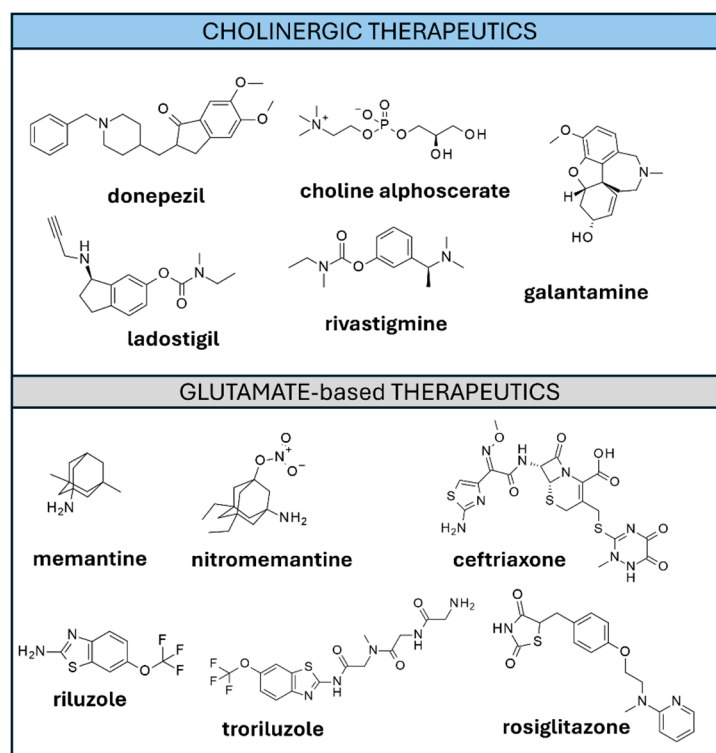 CHOLINERGIC THERAPEUTICS
donepezil
choline alphoscerate
galantamine
ladostigil
rivastigmine
GLUTAMATE-based THERAPEUTICS
memantine
nitromemantine
ceftriaxone
riluzole
troriluzole
rosiglitazone